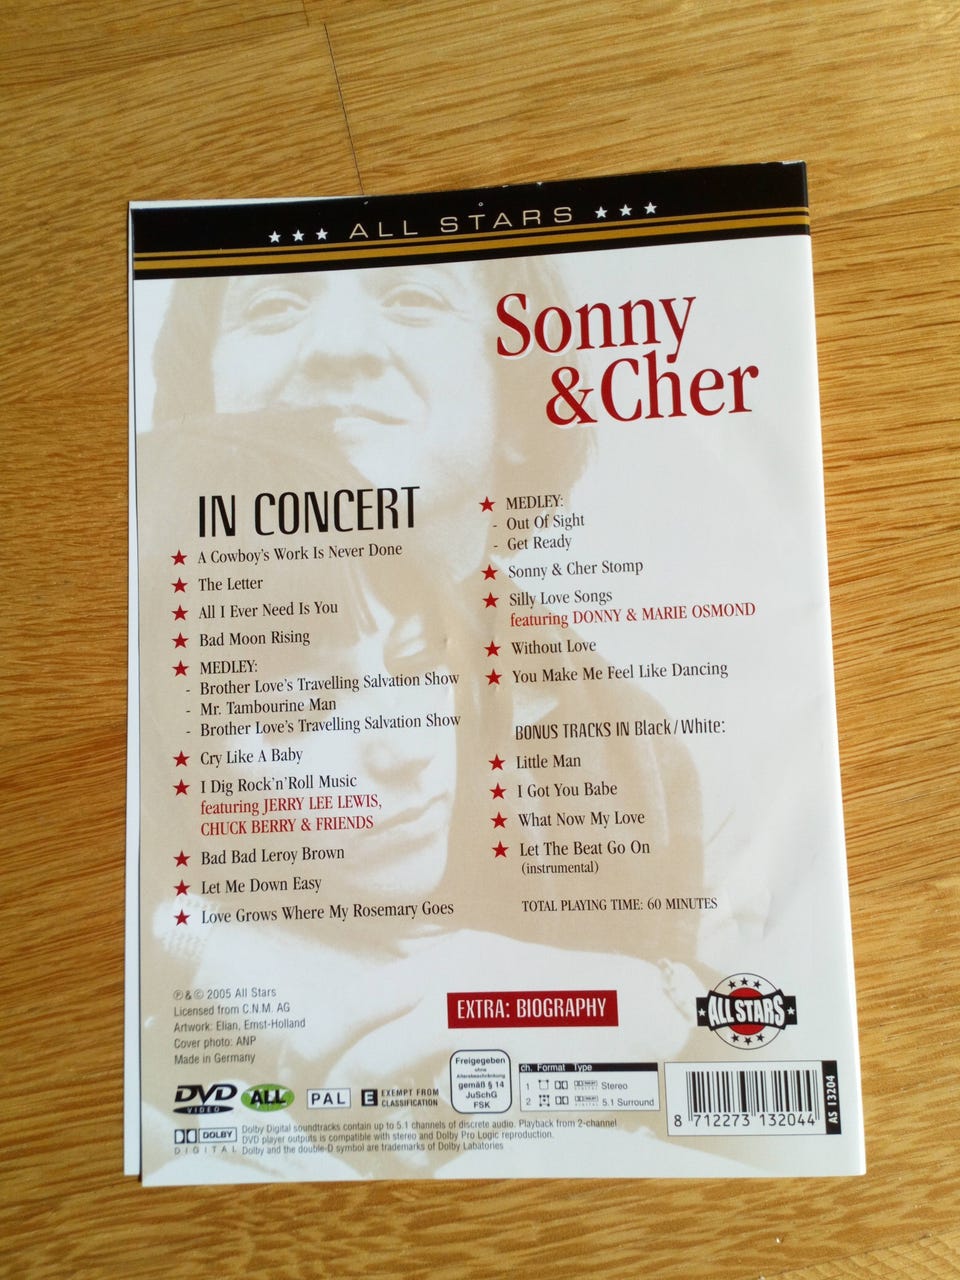 ★ ★ ★ ALL STARS ★ ★ ★
Sonny
&Cher
IN CONCERT
★ A Cowboy's Work Is Never Done
★ The Letter
★ All I Ever Need Is You
★ Bad Moon Rising
★ MEDLEY:
- Brother Love's Travelling Salvation Show
- Mr. Tambourine Man
- Brother Love's Travelling Salvation Show
★ Cry Like A Baby
★ I Dig Rock'n'Roll Music
featuring JERRY LEE LEWIS,
CHUCK BERRY & FRIENDS
★ Bad Bad Leroy Brown
★ Let Me Down Easy
★ Love Grows Where My Rosemary Goes
★ MEDLEY:
- Out Of Sight
- Get Ready
★ Sonny & Cher Stomp
★ Silly Love Songs
featuring DONNY & MARIE OSMOND
★ Without Love
★ You Make Me Feel Like Dancing
BONUS TRACKS IN Black/White:
★ Little Man
★ I Got You Babe
★ What Now My Love
★ Let The Beat Go On
(instrumental)
TOTAL PLAYING TIME: 60 MINUTES
℗ & © 2005 All Stars
Licensed from C.N.M. AG
Artwork: Elian, Emst-Holland
Cover photo: ANP
Made in Germany
EXTRA: BIOGRAPHY
ALL STARS
DVD
VIDEO
ALL
PAL
E EXEMPT FROM
CLASSIFICATION
Freigegeben
ohne
Altersbeschränkung
gemäß § 14
JuSchG
FSK
ch. Format Type
1 Stereo
2 5.1 Surround
8 712273 132044
AS 13204
DOLBY
DIGITAL
Dolby Digital soundtracks contain up to 5.1 channels of discrete audio. Playback from 2-channel
DVD player outputs is compatible with stereo and Dolby Pro Logic reproduction.
Dolby and the double-D symbol are trademarks of Dolby Labatories